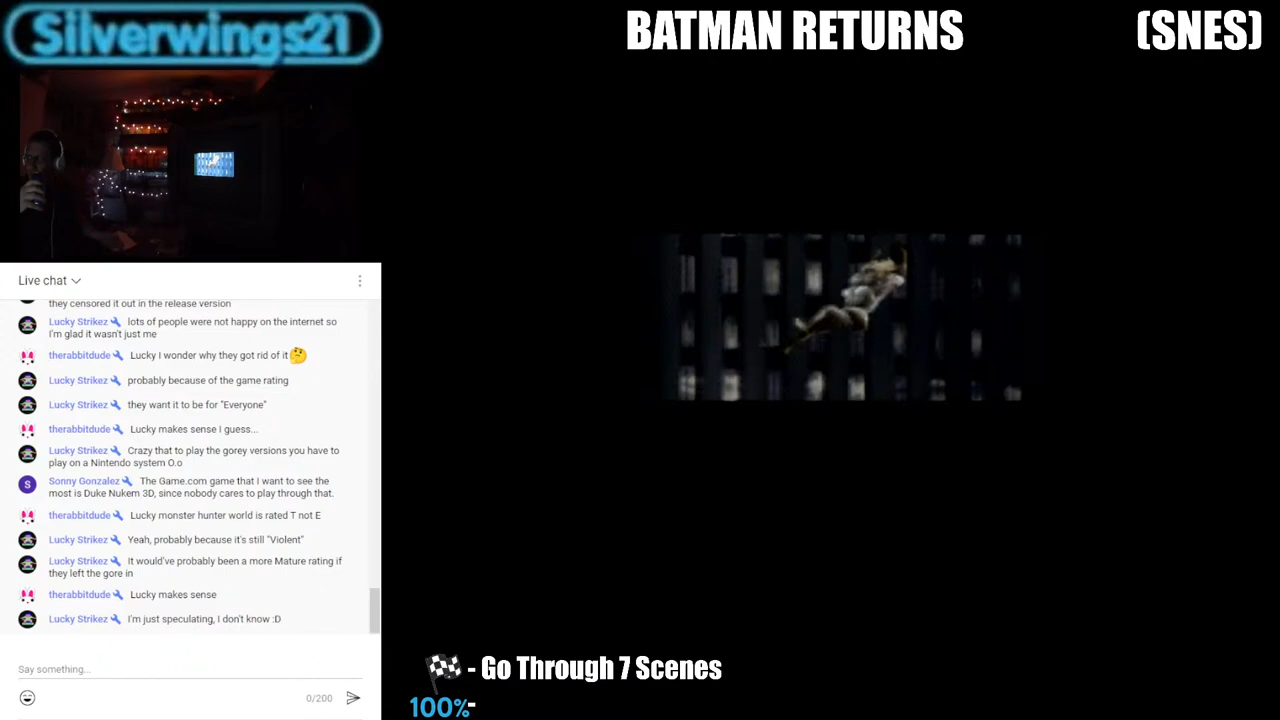 Silverwings21
BATMAN RETURNS
(SNES)
Live chat
they censored it out in the release version
Lucky Strikez lots of people were not happy on the internet so
I'm glad it wasn't just me
therabbitdude Lucky I wonder why they got rid of it🤔
Lucky Strikez probably because of the game rating
Lucky Strikez they want it to be for "Everyone"
therabbitdude Lucky makes sense I guess...
Lucky Strikez Crazy that to play the gorey versions you have to
play on a Nintendo system O.o
S
Sonny Gonzalez The Game.com game that I want to see the
most is Duke Nukem 3D, since nobody cares to play through that.
therabbitdude Lucky monster hunter world is rated T not E
Lucky Strikez Yeah, probably because it's still "Violent"
Lucky Strikez It would've probably been a more Mature rating if
they left the gore in
therabbitdude Lucky makes sense
Lucky Strikez I'm just speculating, I don't know :D
Say something...
0/200
- Go Through 7 Scenes
100%-